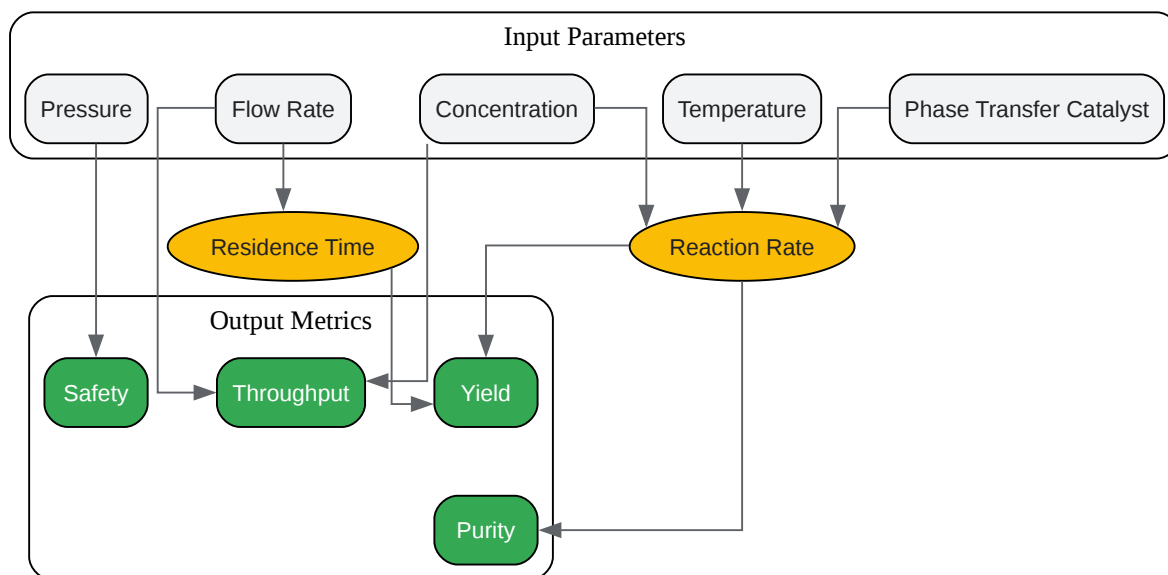 Input Parameters
Pressure
Flow Rate
Concentration
Temperature
Phase Transfer Catalyst
Residence Time
Reaction Rate
Output Metrics
Safety
Throughput
Yield
Purity